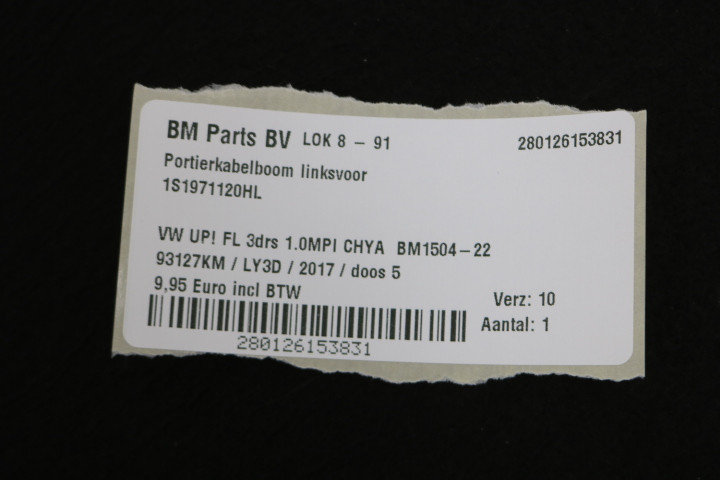 BM Parts BV LOK 8 - 91 280126153831
Portierkabelboom linksvoor
1S1971120HL
VW UP! FL 3drs 1.0MPI CHYA BM1504-22
93127KM / LY3D / 2017 / doos 5
9,95 Euro incl BTW Verz: 10
Aantal: 1
280126153831